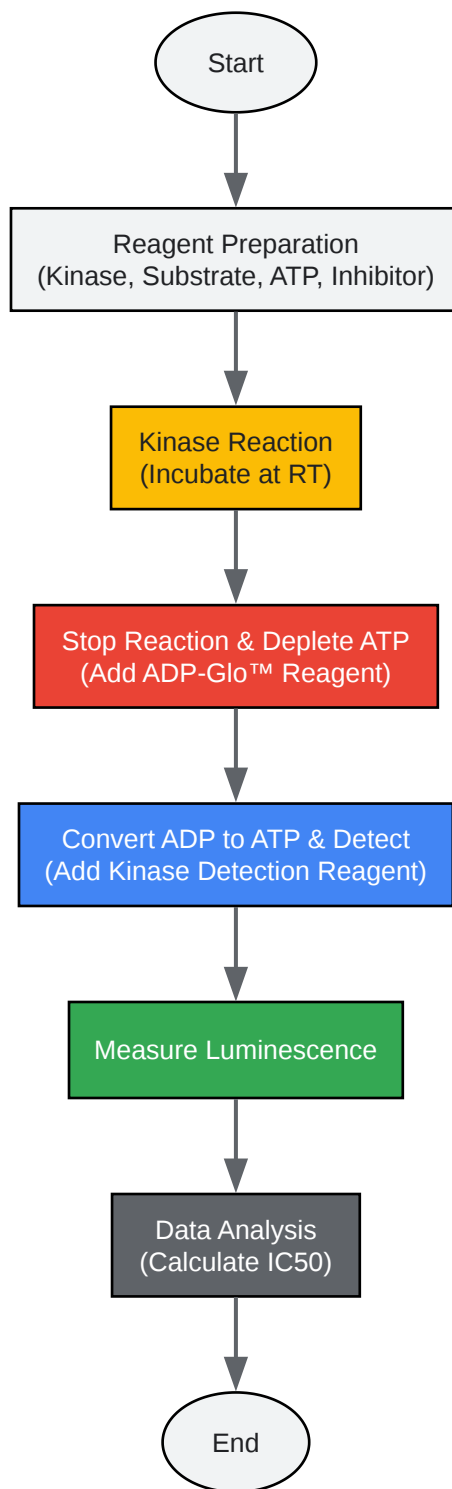 Start
Reagent Preparation
(Kinase, Substrate, ATP, Inhibitor)
Kinase Reaction
(Incubate at RT)
Stop Reaction & Deplete ATP
(Add ADP-Glo™ Reagent)
Convert ADP to ATP & Detect
(Add Kinase Detection Reagent)
Measure Luminescence
Data Analysis
(Calculate IC50)
End